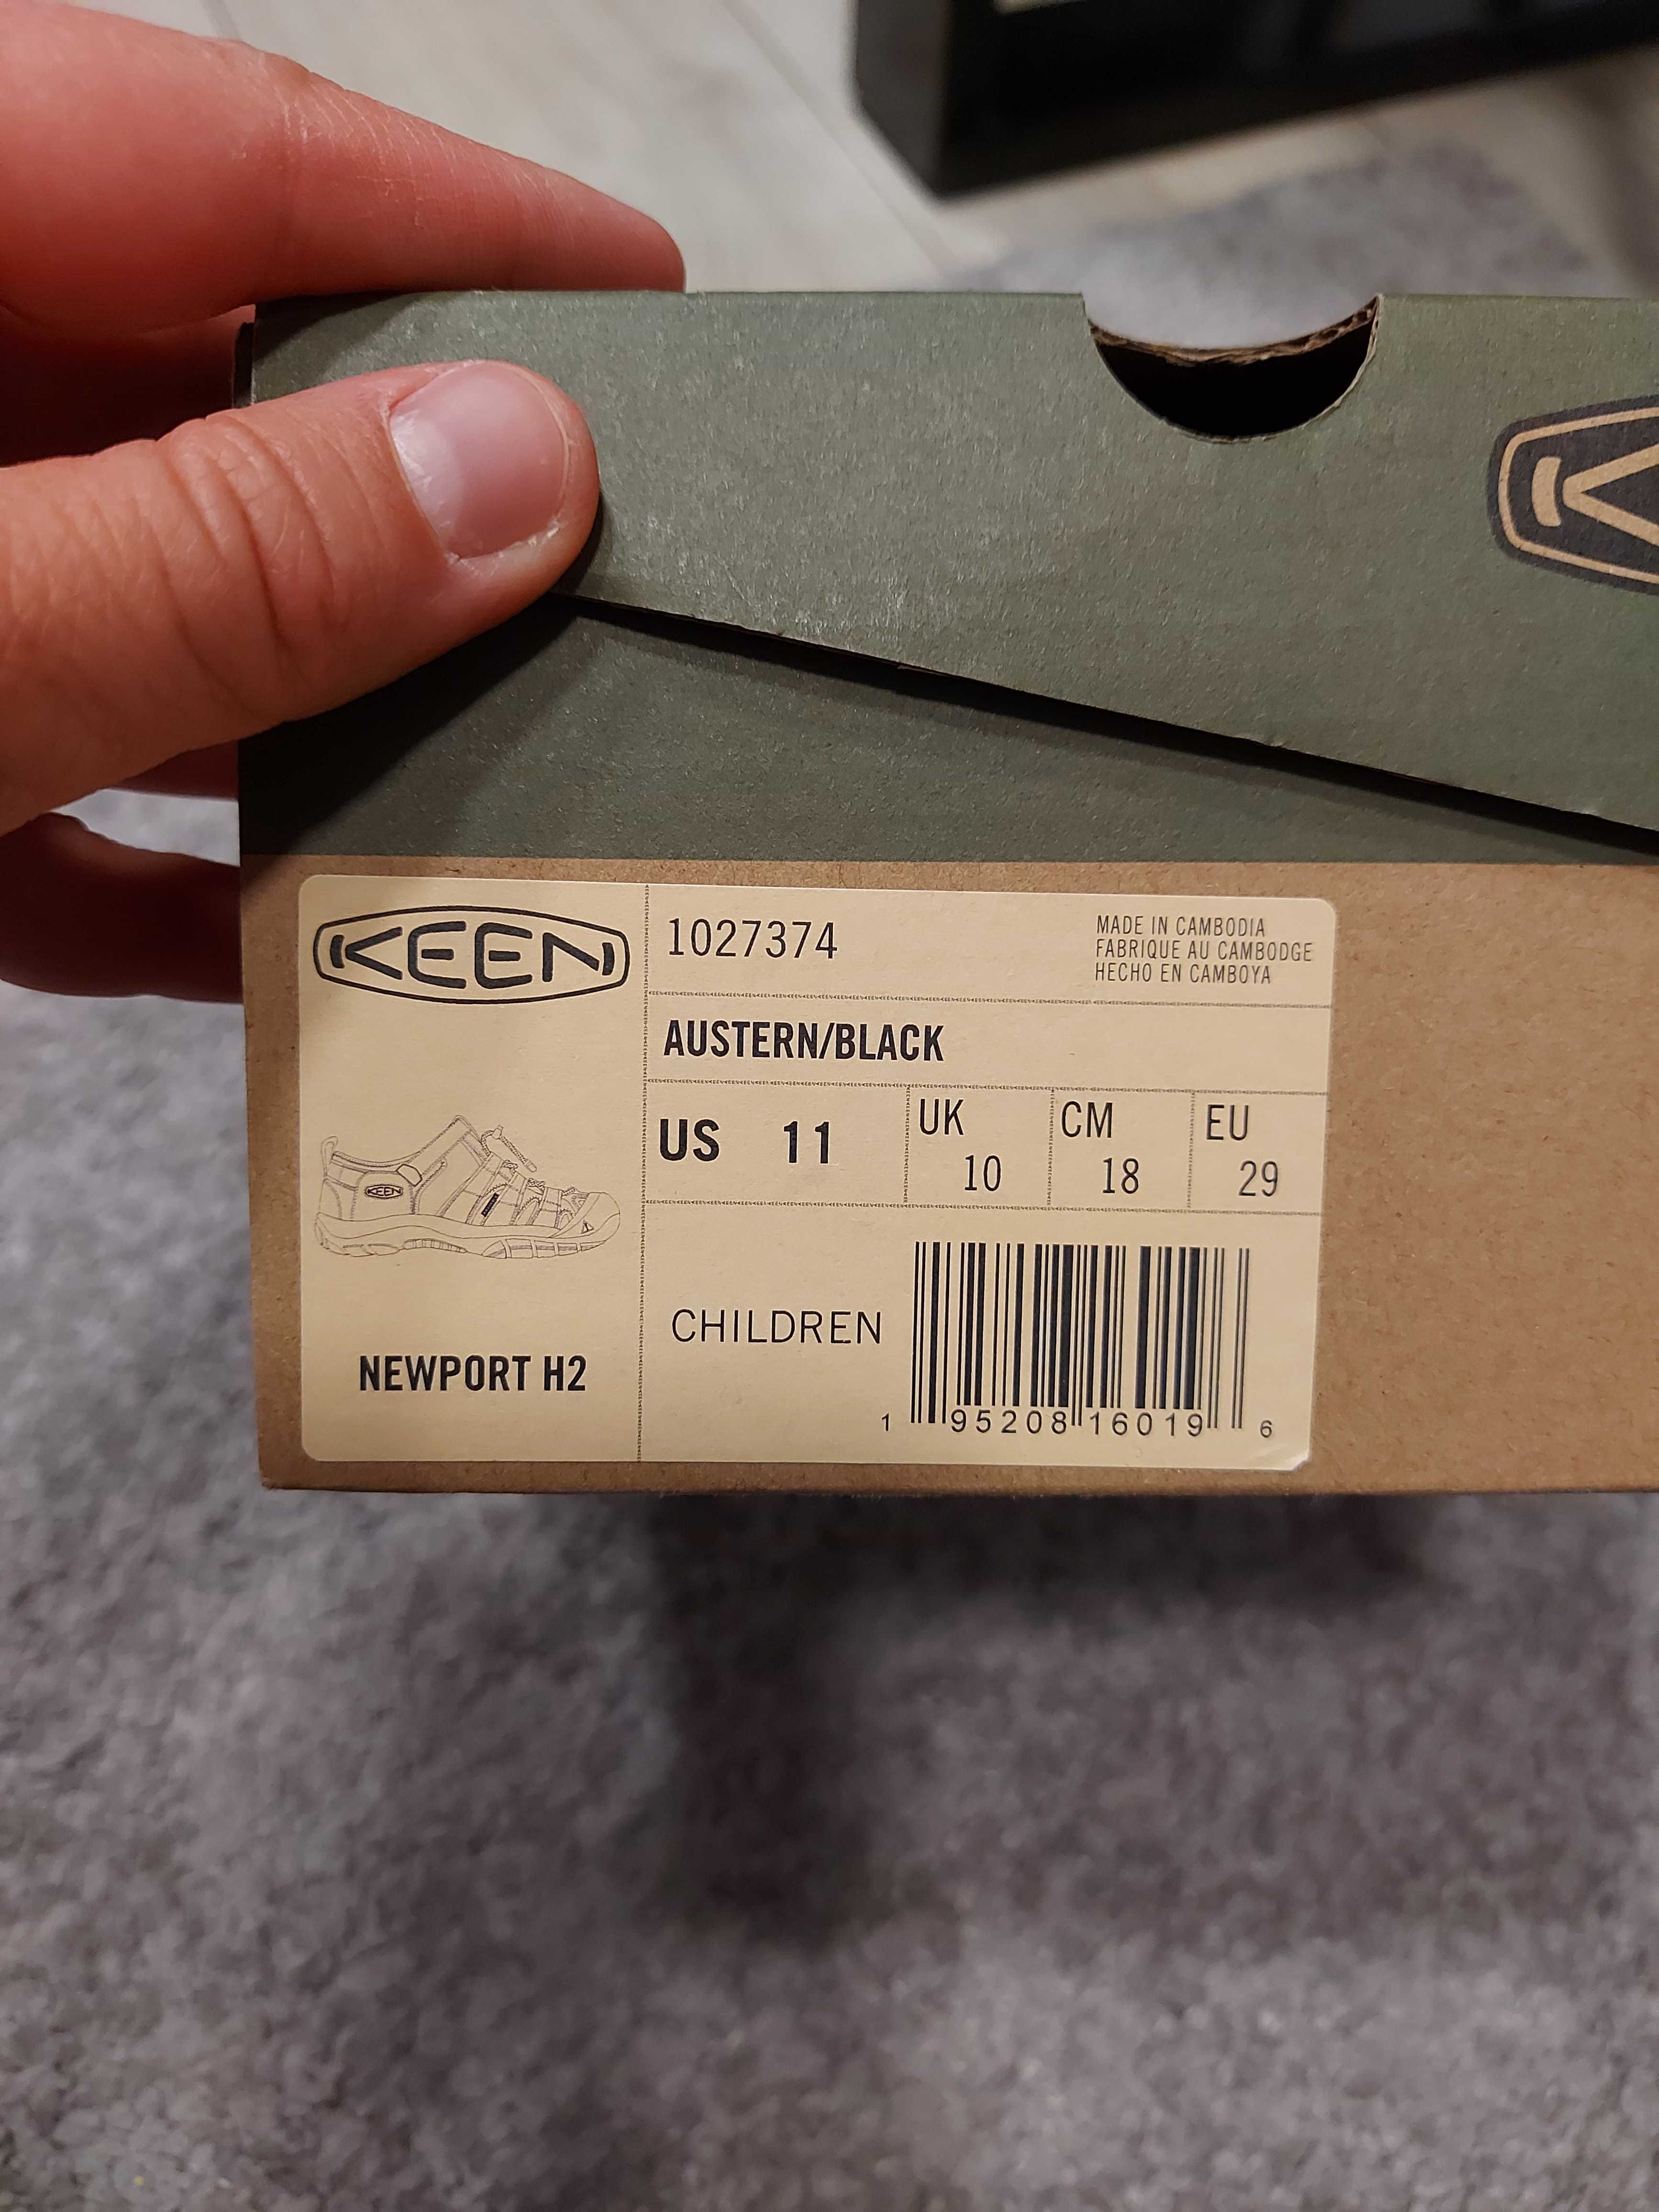 KEEN
1027374
MADE IN CAMBODIA
FABRIQUE AU CAMBODGE
HECHO EN CAMBOYA
AUSTERN/BLACK
US 11
UK 10
CM 18
EU 29
KEEN
NEWPORT H2
CHILDREN
1 95208 16019 6